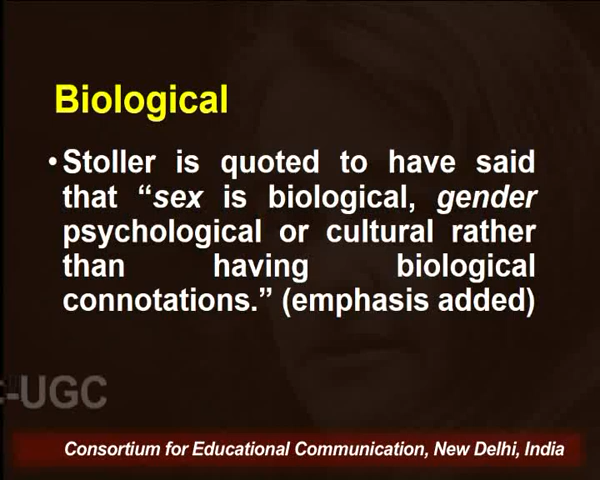 Biological
•Stoller is quoted to have said
that “sex is biological, gender
psychological or cultural rather
than having biological
connotations.” (emphasis added)
-UGC
Consortium for Educational Communication, New Delhi, India